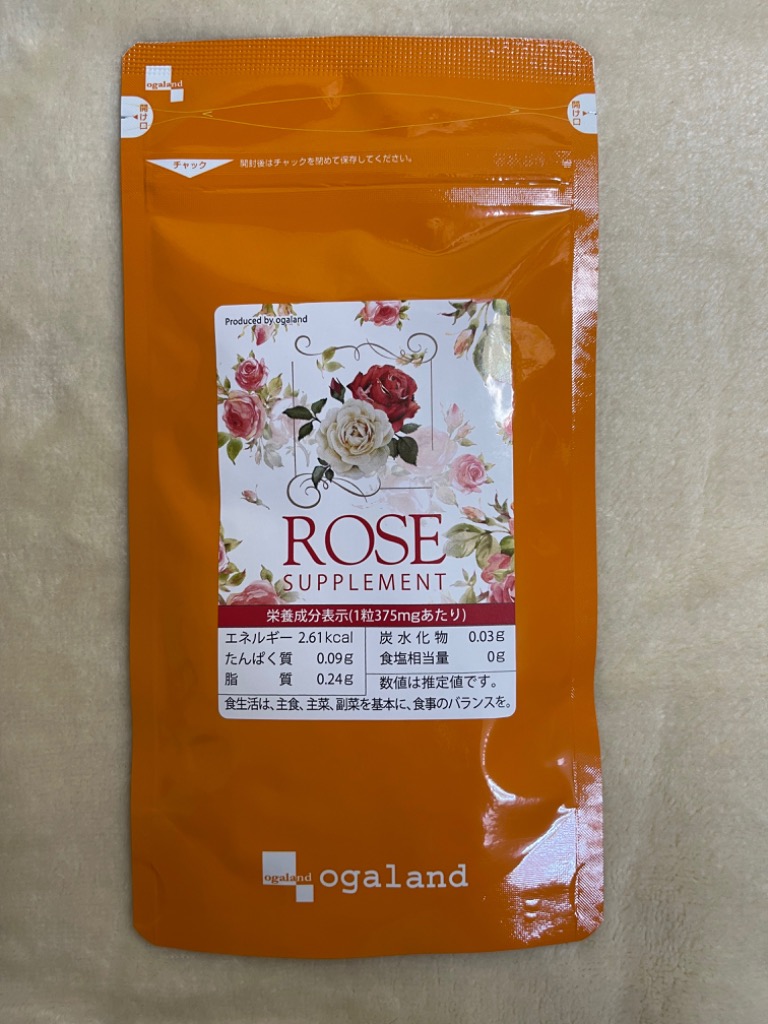 ogaland
開け口
開け口
チャック
開封後はチャックを閉めて保存してください。
Produced by ogaland
ROSE
SUPPLEMENT
栄養成分表示(1粒375mgあたり)
エネルギー 2.61kcal
たんぱく質 0.09g
脂 質 0.24g
炭水化物 0.03g
食塩相当量 0g
数値は推定値です。
食生活は、主食、主菜、副菜を基本に、食事のバランスを。
ogaland
ogaland